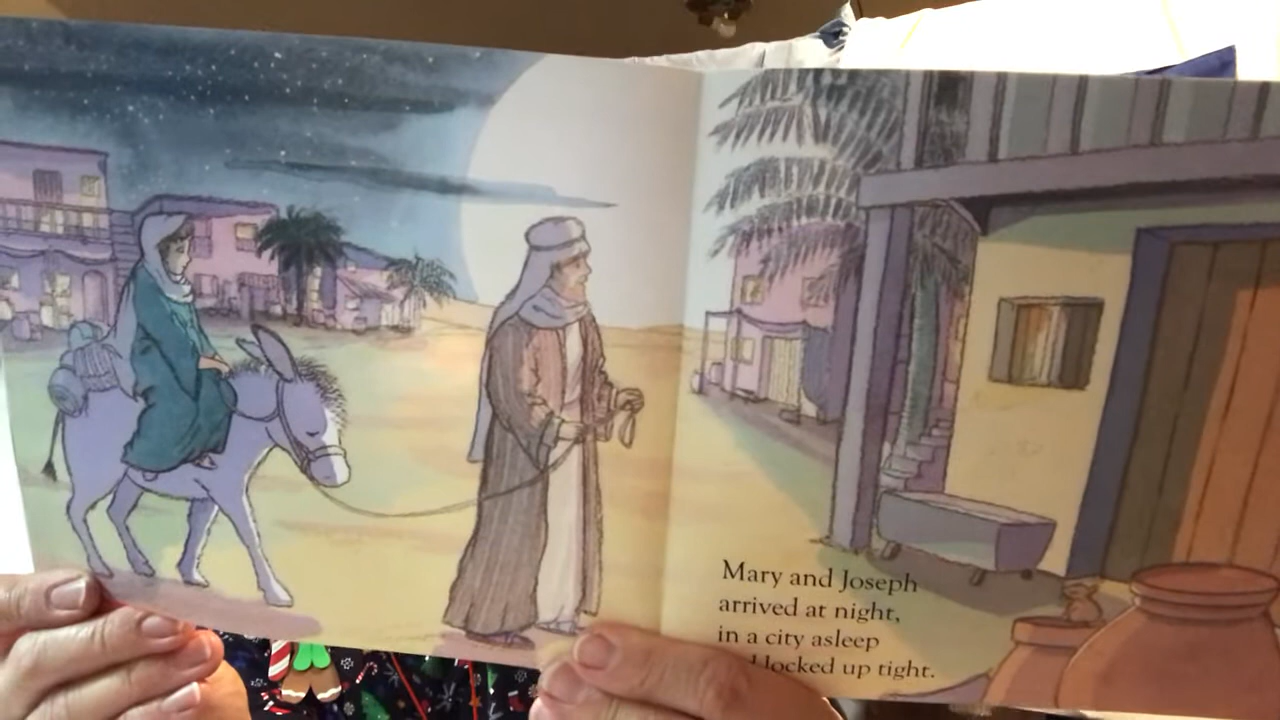 Mary and Joseph
arrived at night,
in a city asleep
locked up tight.